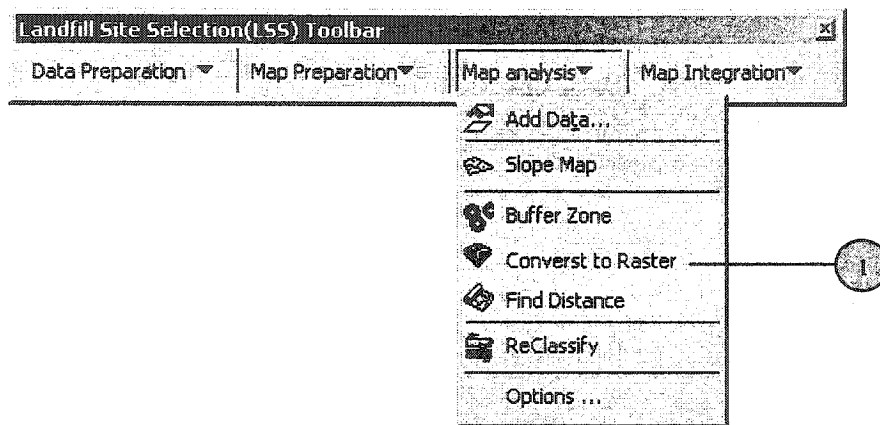 Landfill Site Selection(LSS) Toolbar
Data Preparation Map Preparation Map analysis Map Integration
Add Data...
Slope Map
Buffer Zone
Converst to Raster
1
Find Distance
ReClassify
Options ...